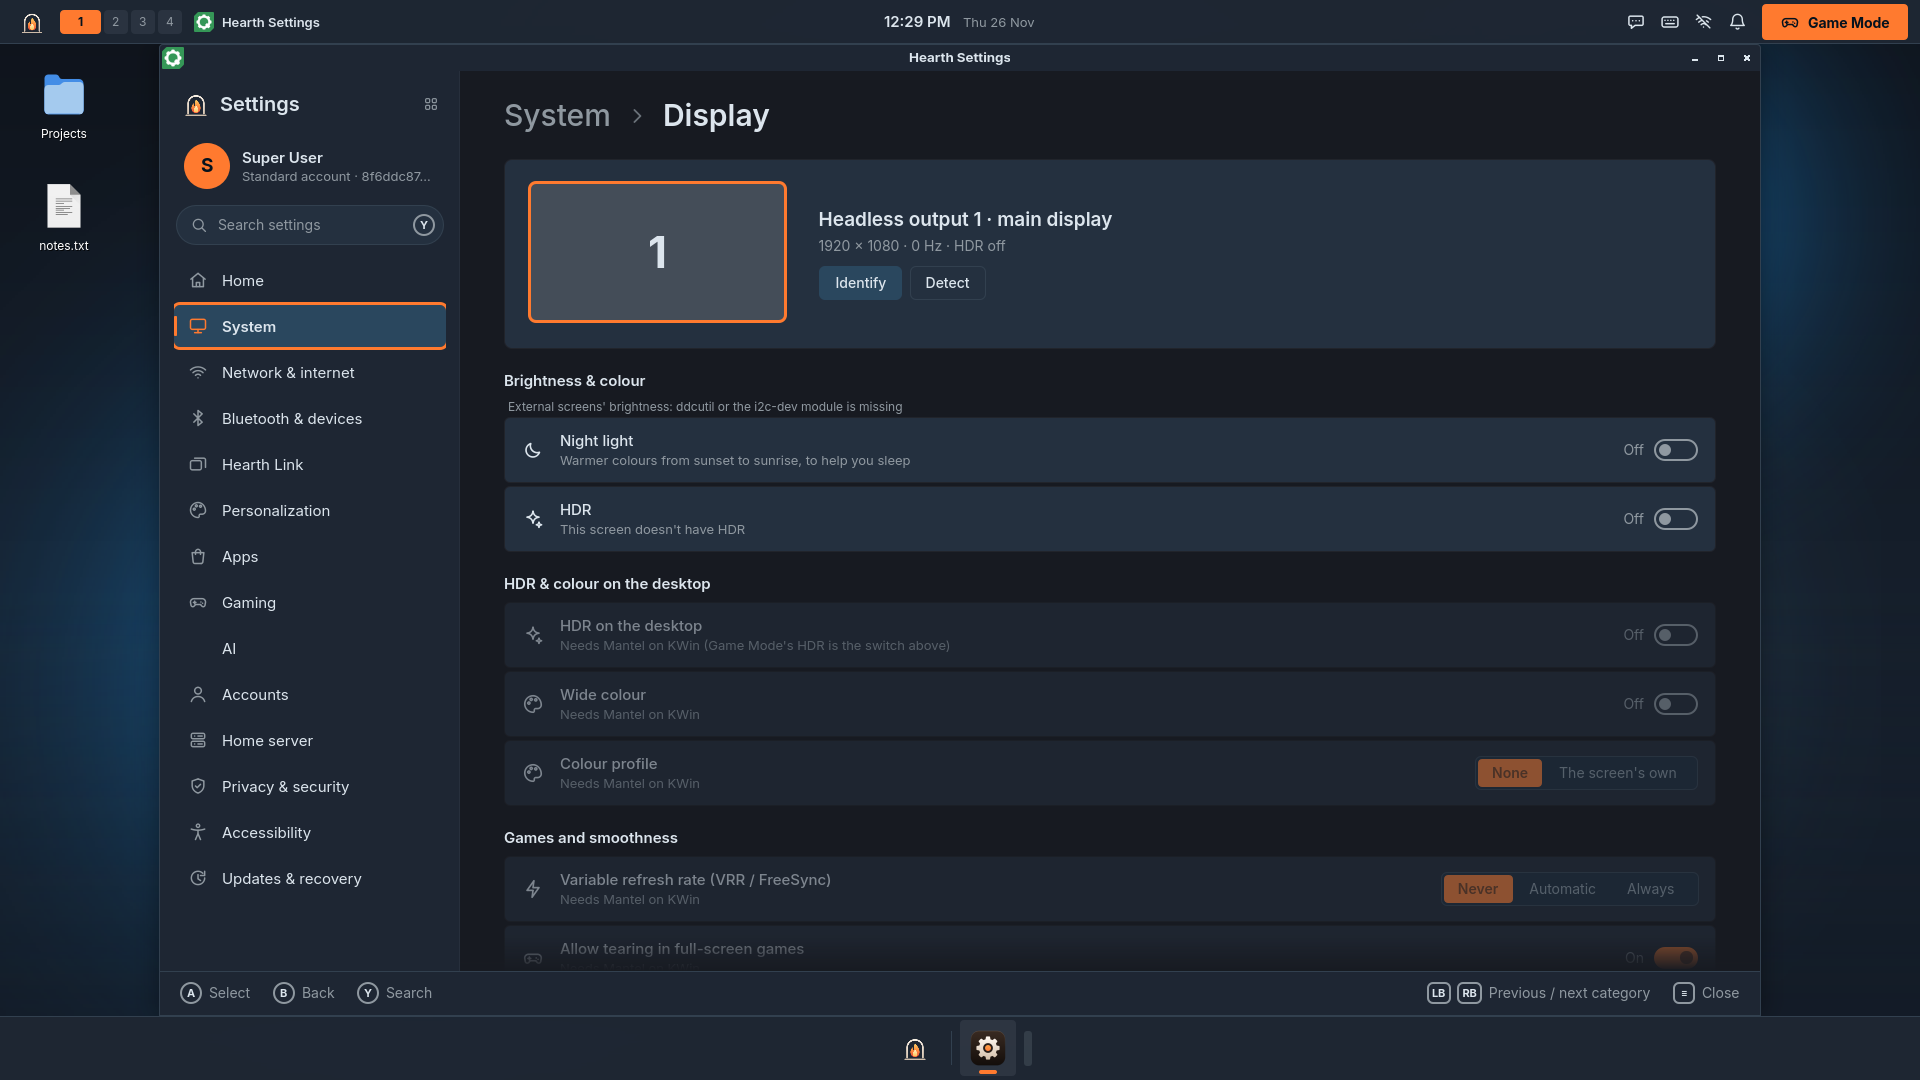 1 2 3 4 Hearth Settings 12:29 PM Thu 26 Nov Game Mode
Hearth Settings
Projects
notes.txt
Settings
S
Super User
Standard account · 8f6ddc87...
Search settings Y
Home
System
Network & internet
Bluetooth & devices
Hearth Link
Personalization
Apps
Gaming
AI
Accounts
Home server
Privacy & security
Accessibility
Updates & recovery
System > Display
1
Headless output 1 · main display
1920 × 1080 · 0 Hz · HDR off
Identify Detect
Brightness & colour
External screens' brightness: ddcutil or the i2c-dev module is missing
Night light
Warmer colours from sunset to sunrise, to help you sleep
Off
HDR
This screen doesn't have HDR
Off
HDR & colour on the desktop
HDR on the desktop
Needs Mantel on KWin (Game Mode's HDR is the switch above)
Off
Wide colour
Needs Mantel on KWin
Off
Colour profile
Needs Mantel on KWin
None The screen's own
Games and smoothness
Variable refresh rate (VRR / FreeSync)
Needs Mantel on KWin
Never Automatic Always
Allow tearing in full-screen games
On
A Select B Back Y Search
LB RB Previous / next category Close